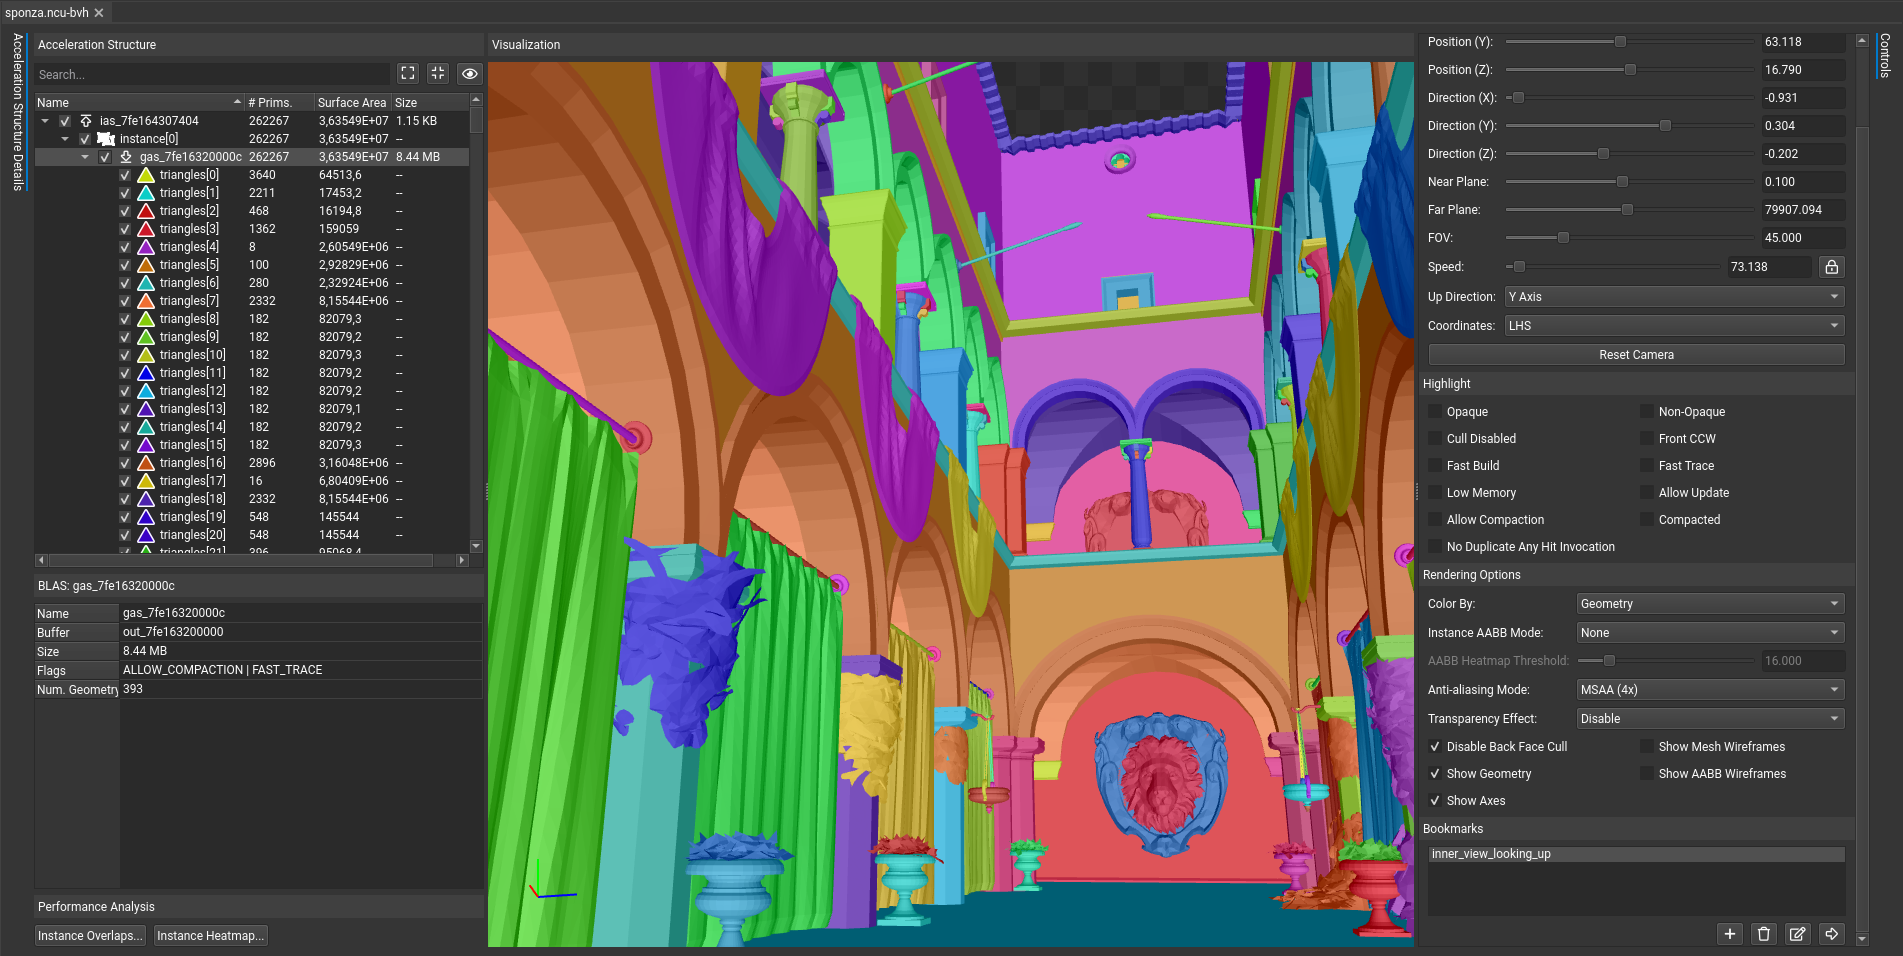 sponza.ncu-bvh
Acceleration Structure Details
Acceleration Structure
Search...
Name # Prims. Surface Area Size
ias_7fe164307404 262267 3,63549E+07 1.15 KB
instance[0] 262267 3,63549E+07 --
gas_7fe16320000c 262267 3,63549E+07 8.44 MB
triangles[0] 3640 64513,6 --
triangles[1] 2211 17453,2 --
triangles[2] 468 16194,8 --
triangles[3] 1362 159059 --
triangles[4] 8 2,60549E+06 --
triangles[5] 100 2,92829E+06 --
triangles[6] 280 2,32924E+06 --
triangles[7] 2332 8,15544E+06 --
triangles[8] 182 82079,3 --
triangles[9] 182 82079,2 --
triangles[10] 182 82079,3 --
triangles[11] 182 82079,2 --
triangles[12] 182 82079,2 --
triangles[13] 182 82079,1 --
triangles[14] 182 82079,2 --
triangles[15] 182 82079,3 --
triangles[16] 2896 3,16048E+06 --
triangles[17] 16 6,80409E+06 --
triangles[18] 2332 8,15544E+06 --
triangles[19] 548 145544 --
triangles[20] 548 145544 --
triangles[21] 396 95068,4
BLAS: gas_7fe16320000c
Name gas_7fe16320000c
Buffer out_7fe163200000
Size 8.44 MB
Flags ALLOW_COMPACTION | FAST_TRACE
Num. Geometry 393
Performance Analysis
Instance Overlaps...
Instance Heatmap...
Visualization
Position (Y): 63.118
Position (Z): 16.790
Direction (X): -0.931
Direction (Y): 0.304
Direction (Z): -0.202
Near Plane: 0.100
Far Plane: 79907.094
FOV: 45.000
Speed: 73.138
Up Direction: Y Axis
Coordinates: LHS
Reset Camera
Highlight
Opaque Non-Opaque
Cull Disabled Front CCW
Fast Build Fast Trace
Low Memory Allow Update
Allow Compaction Compacted
No Duplicate Any Hit Invocation
Rendering Options
Color By: Geometry
Instance AABB Mode: None
AABB Heatmap Threshold: 16.000
Anti-aliasing Mode: MSAA (4x)
Transparency Effect: Disable
Disable Back Face Cull Show Mesh Wireframes
Show Geometry Show AABB Wireframes
Show Axes
Bookmarks
inner_view_looking_up
Controls